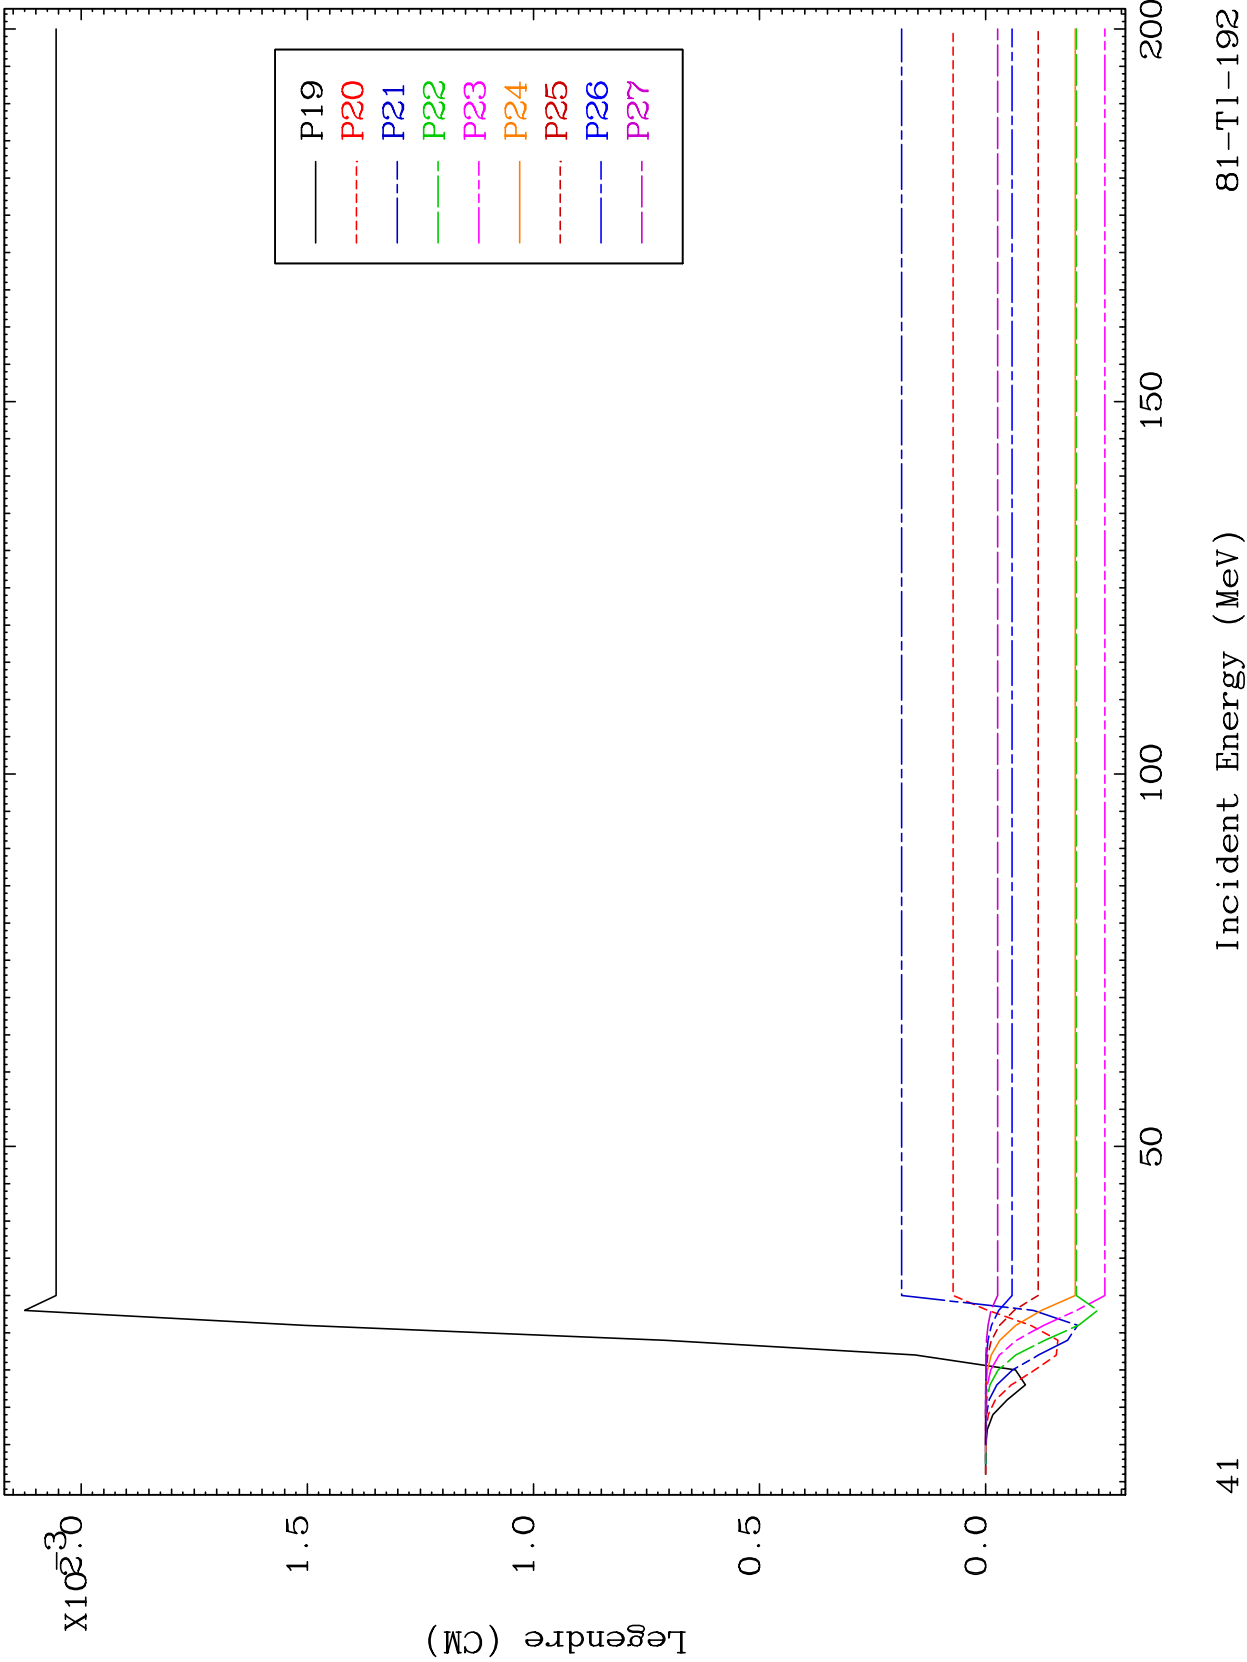 X10-3
2.0
1.5
1.0
0.5
0.0
Legendre (CM)
P19
P20
P21
P22
P23
P24
P25
P26
P27
50
100
150
200
41
Incident Energy (MeV)
81-Tl-192